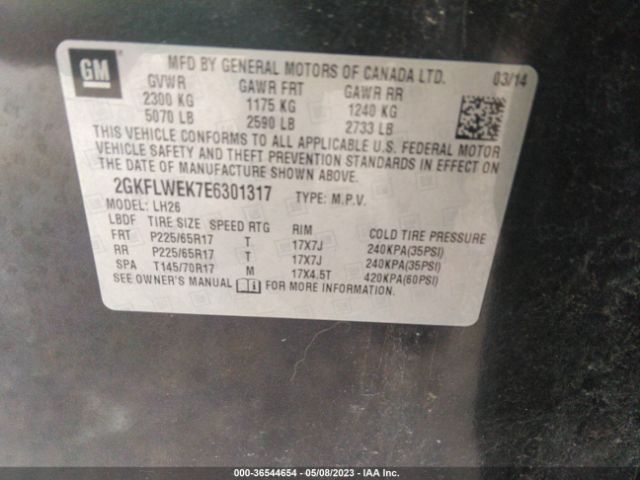 GM
MFD BY GENERAL MOTORS OF CANADA LTD. 03/14
GVWR GAWR FRT GAWR RR
2300 KG 1175 KG 1240 KG
5070 LB 2590 LB 2733 LB
THIS VEHICLE CONFORMS TO ALL APPLICABLE U.S. FEDERAL MOTOR
VEHICLE SAFETY AND THEFT PREVENTION STANDARDS IN EFFECT ON THE
DATE OF MANUFACTURE SHOWN ABOVE.
2GKFLWEK7E6301317 TYPE: M.P.V.
MODEL: LH26
LBDF TIRE SIZE SPEED RTG RIM COLD TIRE PRESSURE
FRT P225/65R17 T 17X7J 240KPA(35PSI)
RR P225/65R17 T 17X7J 240KPA(35PSI)
SPA T145/70R17 M 17X4.5T 420KPA(60PSI)
SEE OWNER'S MANUAL FOR MORE INFORMATION.
000-36544654 - 05/08/2023 - IAA Inc.